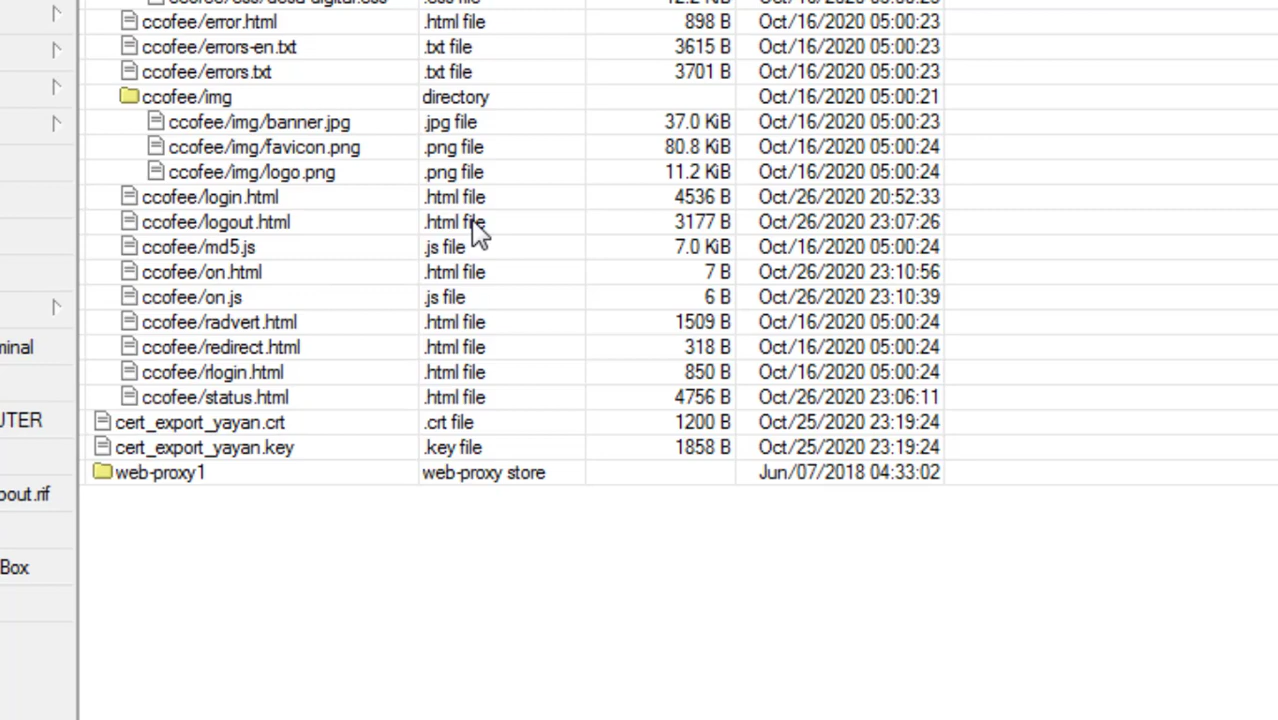 12.2 KiB Oct/16/2020 05:00:23
ccofee/error.html .html file 898 B Oct/16/2020 05:00:23
ccofee/errors-en.txt .txt file 3615 B Oct/16/2020 05:00:23
ccofee/errors.txt .txt file 3701 B Oct/16/2020 05:00:23
ccofee/img directory Oct/16/2020 05:00:21
ccofee/img/banner.jpg .jpg file 37.0 KiB Oct/16/2020 05:00:23
ccofee/img/favicon.png .png file 80.8 KiB Oct/16/2020 05:00:24
ccofee/img/logo.png .png file 11.2 KiB Oct/16/2020 05:00:24
ccofee/login.html .html file 4536 B Oct/26/2020 20:52:33
ccofee/logout.html .html file 3177 B Oct/26/2020 23:07:26
ccofee/md5.js .js file 7.0 KiB Oct/16/2020 05:00:24
ccofee/on.html .html file 7 B Oct/26/2020 23:10:56
ccofee/on.js .js file 6 B Oct/26/2020 23:10:39
ccofee/radvert.html .html file 1509 B Oct/16/2020 05:00:24
ccofee/redirect.html .html file 318 B Oct/16/2020 05:00:24
minal
ccofee/rlogin.html .html file 850 B Oct/16/2020 05:00:24
ccofee/status.html .html file 4756 B Oct/26/2020 23:06:11
UTER
cert_export_yayan.crt .crt file 1200 B Oct/25/2020 23:19:24
cert_export_yayan.key .key file 1858 B Oct/25/2020 23:19:24
web-proxy1 web-proxy store Jun/07/2018 04:33:02
pout.rif
Box